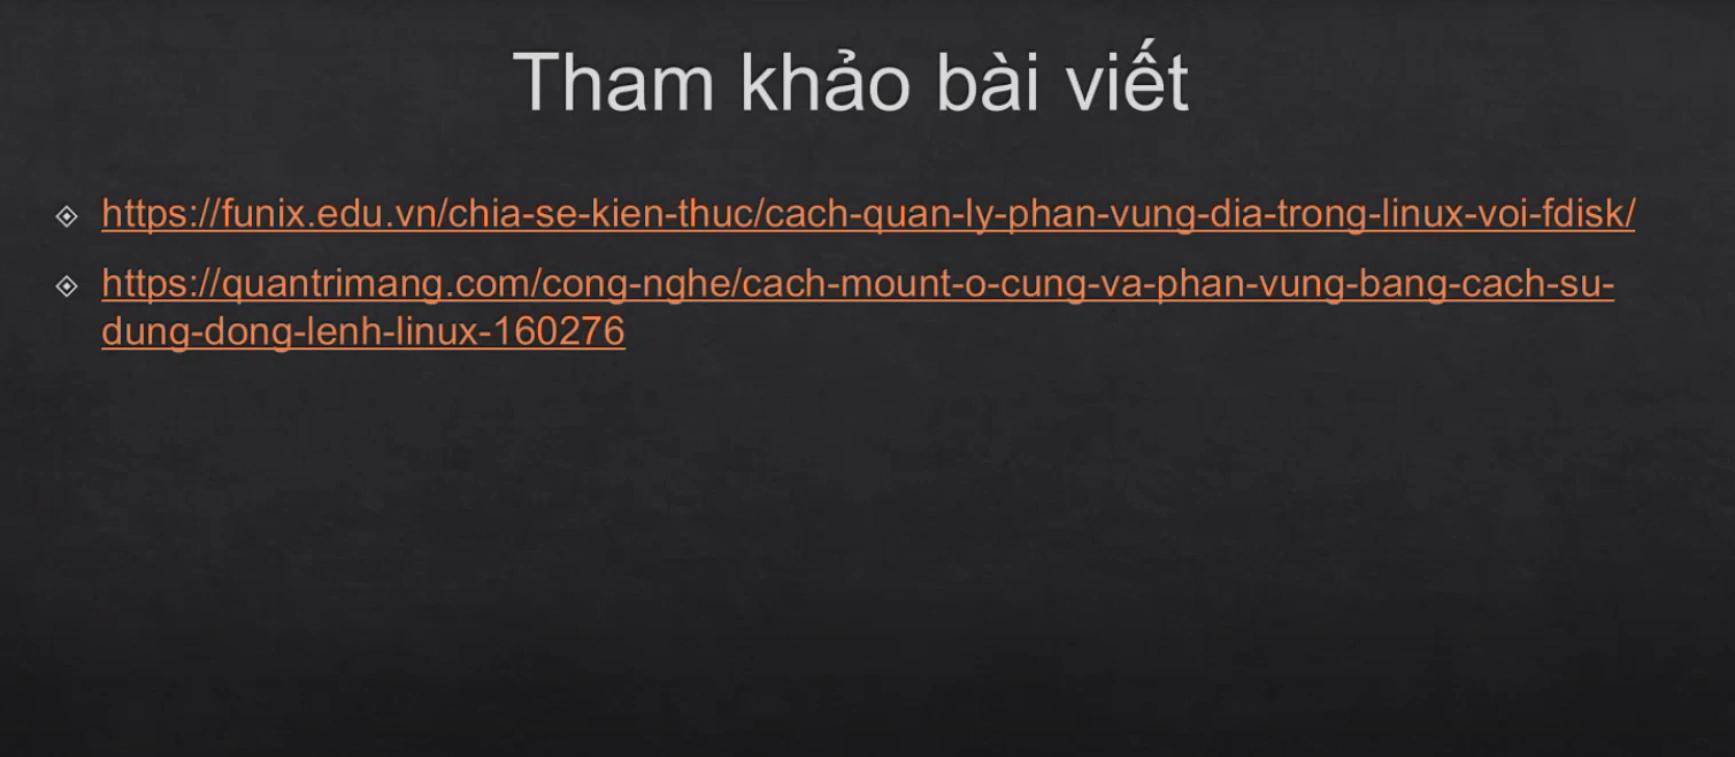 Tham khảo bài viết
https://funix.edu.vn/chia-se-kien-thuc/cach-quan-ly-phan-vung-dia-trong-linux-voi-fdisk/
https://quantrimang.com/cong-nghe/cach-mount-o-cung-va-phan-vung-bang-cach-su-
dung-dong-lenh-linux-160276